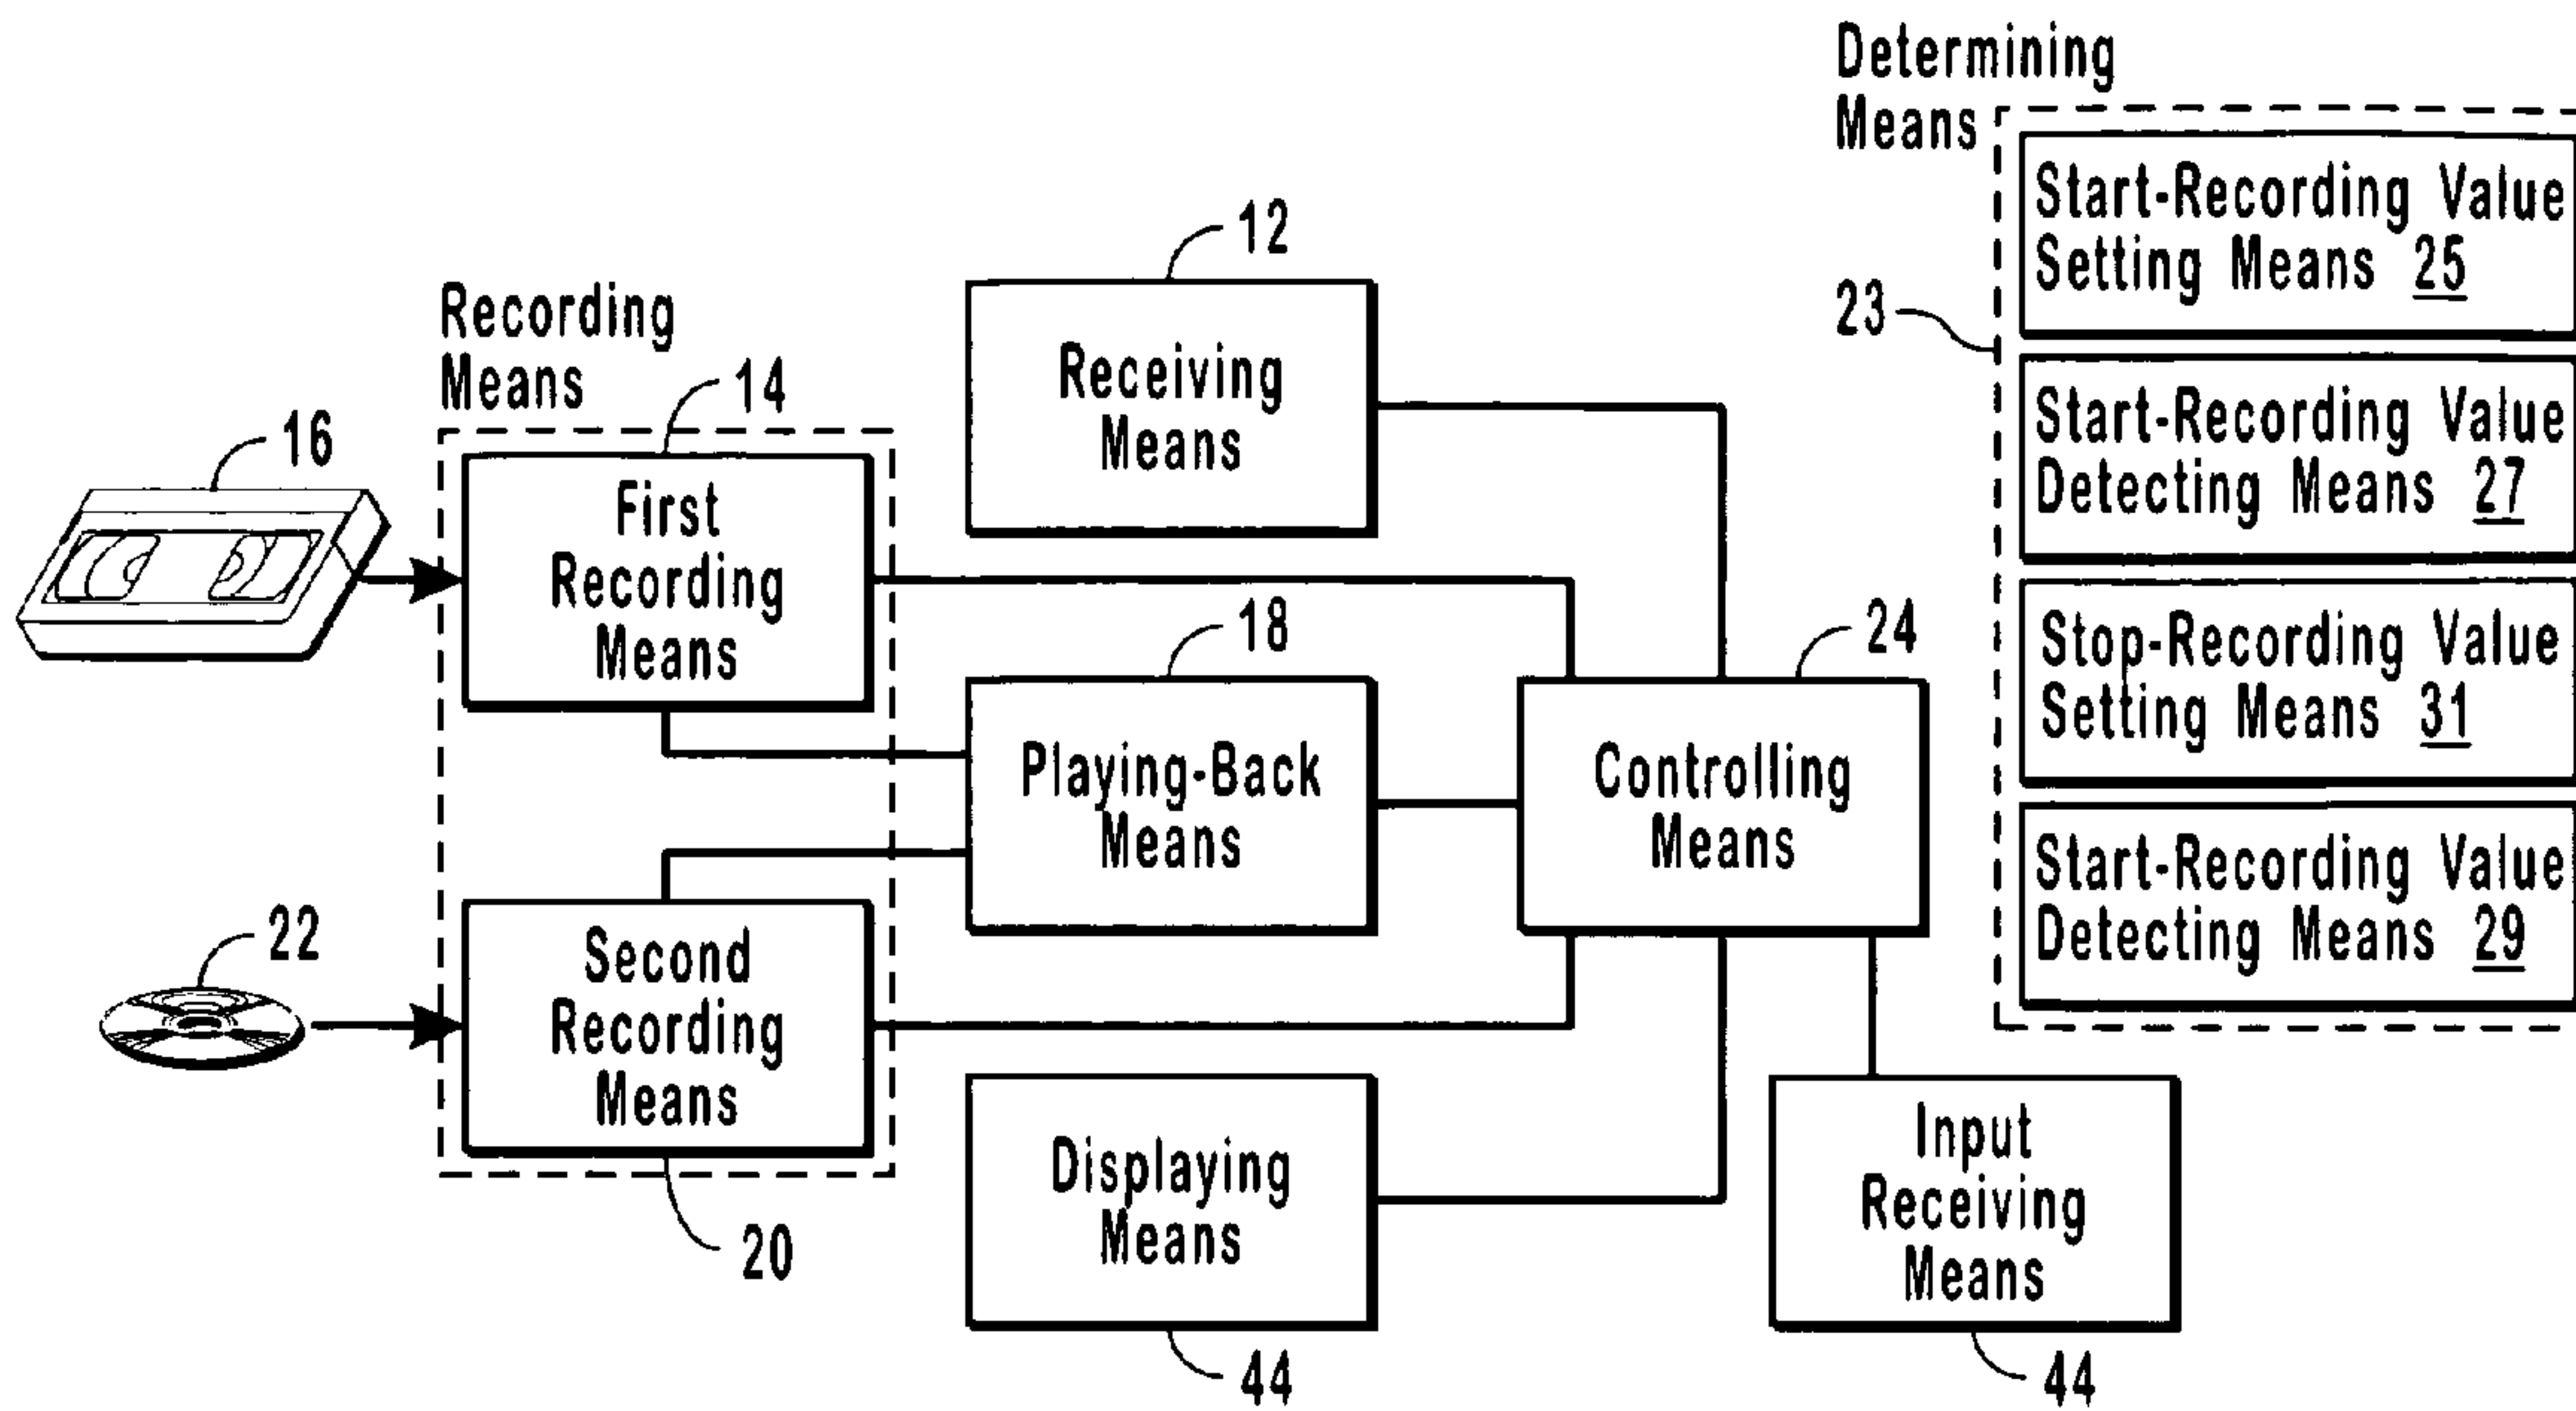 Determining
Means
23
Start-Recording Value
Setting Means 25
Start-Recording Value
Detecting Means 27
Stop-Recording Value
Setting Means 31
Start-Recording Value
Detecting Means 29
12
Receiving
Means
Recording
Means
14
16
First
Recording
Means
18
Playing-Back
Means
24
Controlling
Means
22
Second
Recording
Means
20
Displaying
Means
44
Input
Receiving
Means
44